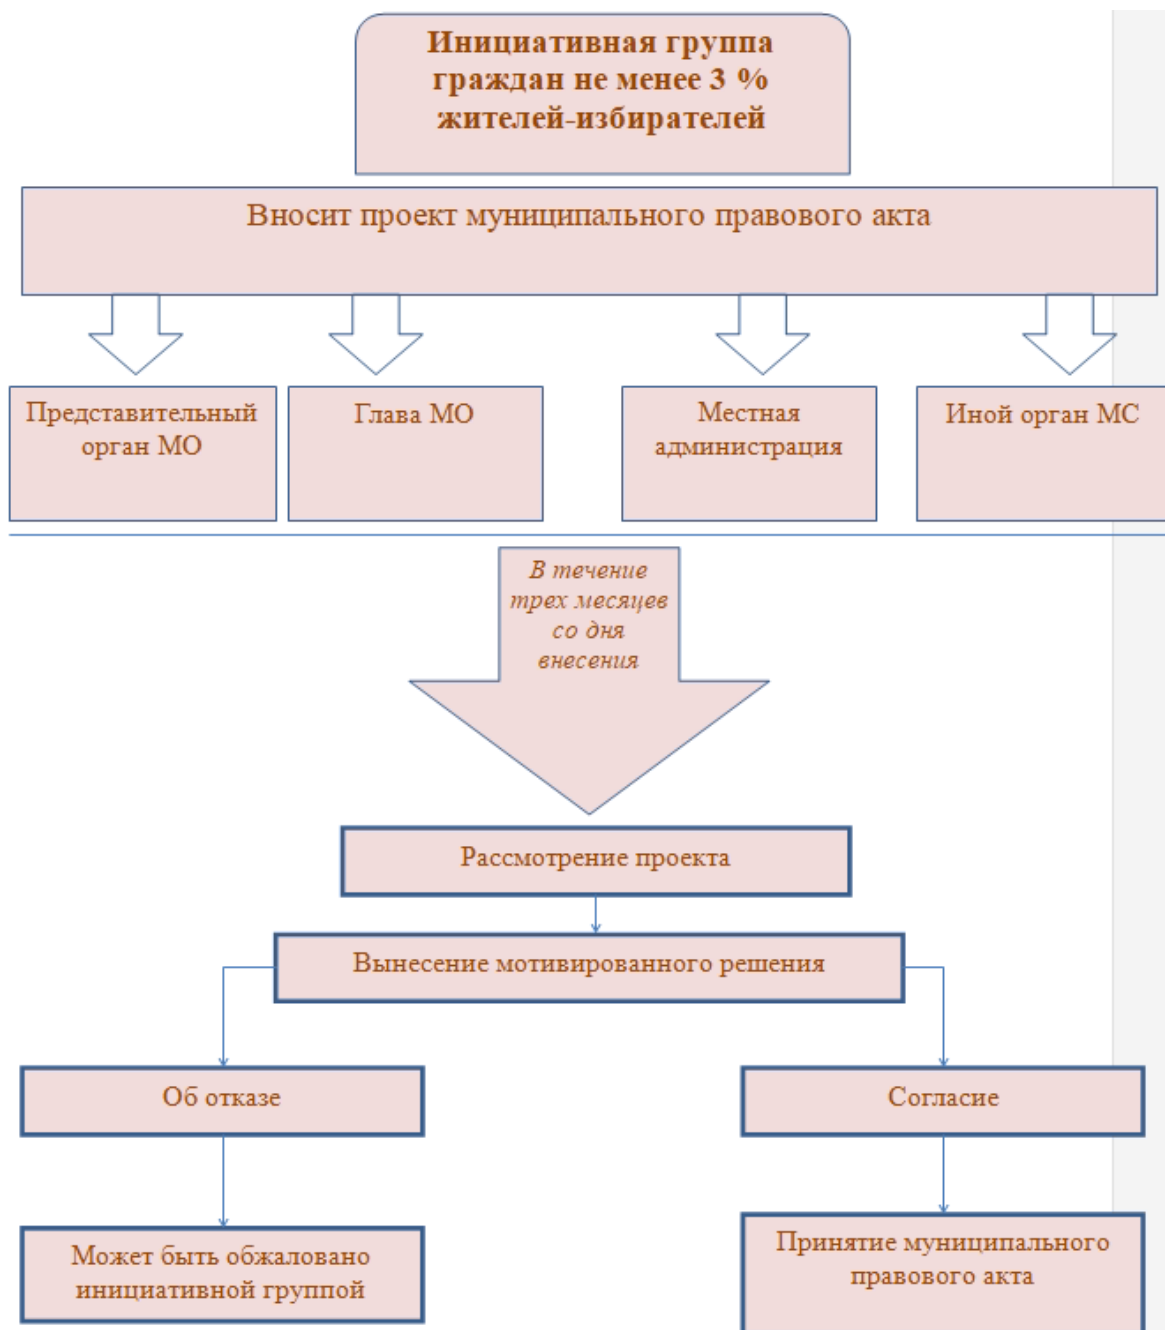 Инициативная группа
граждан не менее 3 %
жителей-избирателей
Вносит проект муниципального правового акта
Представительный
орган МО
Глава МО
Местная
администрация
Иной орган МС
В течение
трех месяцев
со дня
внесения
Рассмотрение проекта
Вынесение мотивированного решения
Об отказе
Согласие
Может быть обжаловано
инициативной группой
Принятие муниципального
правового акта